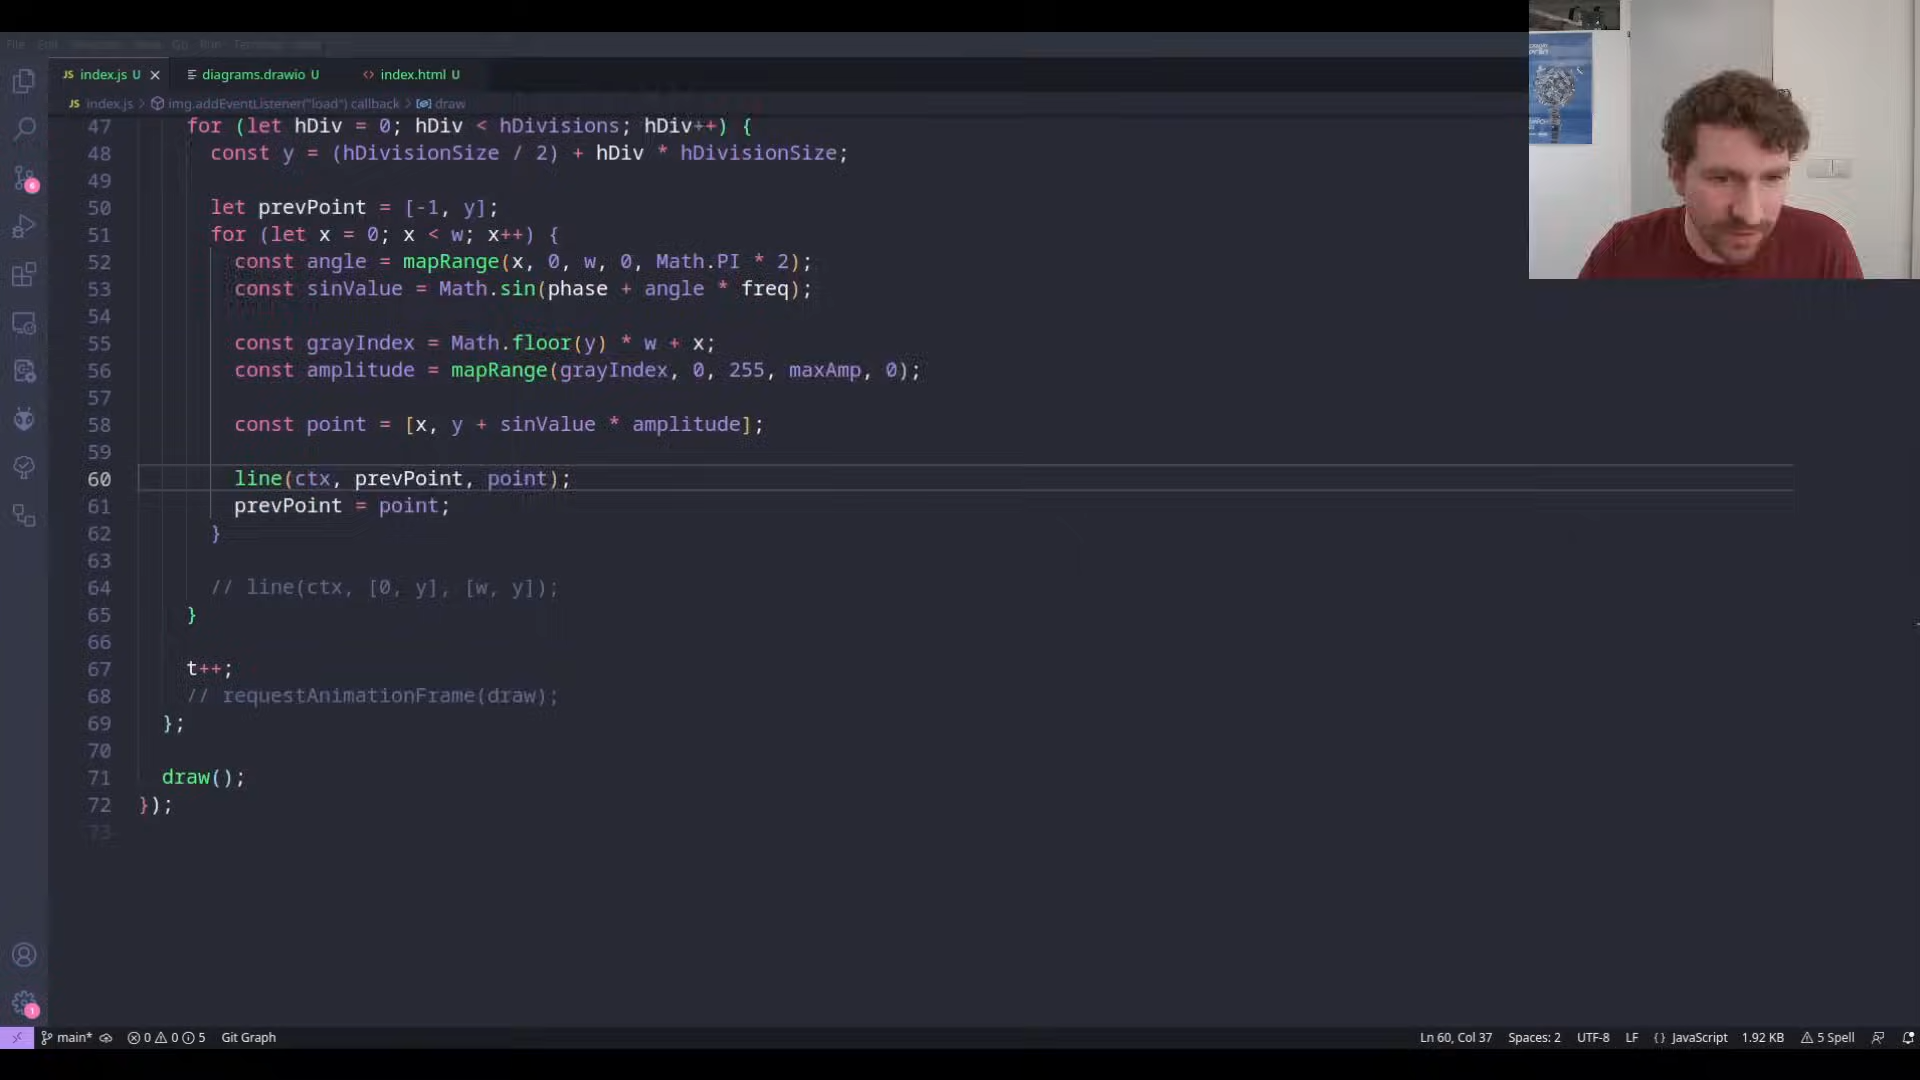 File Edit Go Run Terminal
JS index.js U × diagrams.drawio U <> index.html U
JS index.js > img.addEventListener("load") callback > draw
47 for (let hDiv = 0; hDiv < hDivisions; hDiv++) {
48 const y = (hDivisionSize / 2) + hDiv * hDivisionSize;
49
50 let prevPoint = [-1, y];
51 for (let x = 0; x < w; x++) {
52 const angle = mapRange(x, 0, w, 0, Math.PI * 2);
53 const sinValue = Math.sin(phase + angle * freq);
54
55 const grayIndex = Math.floor(y) * w + x;
56 const amplitude = mapRange(grayIndex, 0, 255, maxAmp, 0);
57
58 const point = [x, y + sinValue * amplitude];
59
60 line(ctx, prevPoint, point);
61 prevPoint = point;
62 }
63
64 // line(ctx, [0, y], [w, y]);
65 }
66
67 t++;
68 // requestAnimationFrame(draw);
69 };
70
71 draw();
72 });
73
main* 0 0 5 Git Graph Ln 60, Col 37 Spaces: 2 UTF-8 LF {} JavaScript 1.92 KB 5 Spell